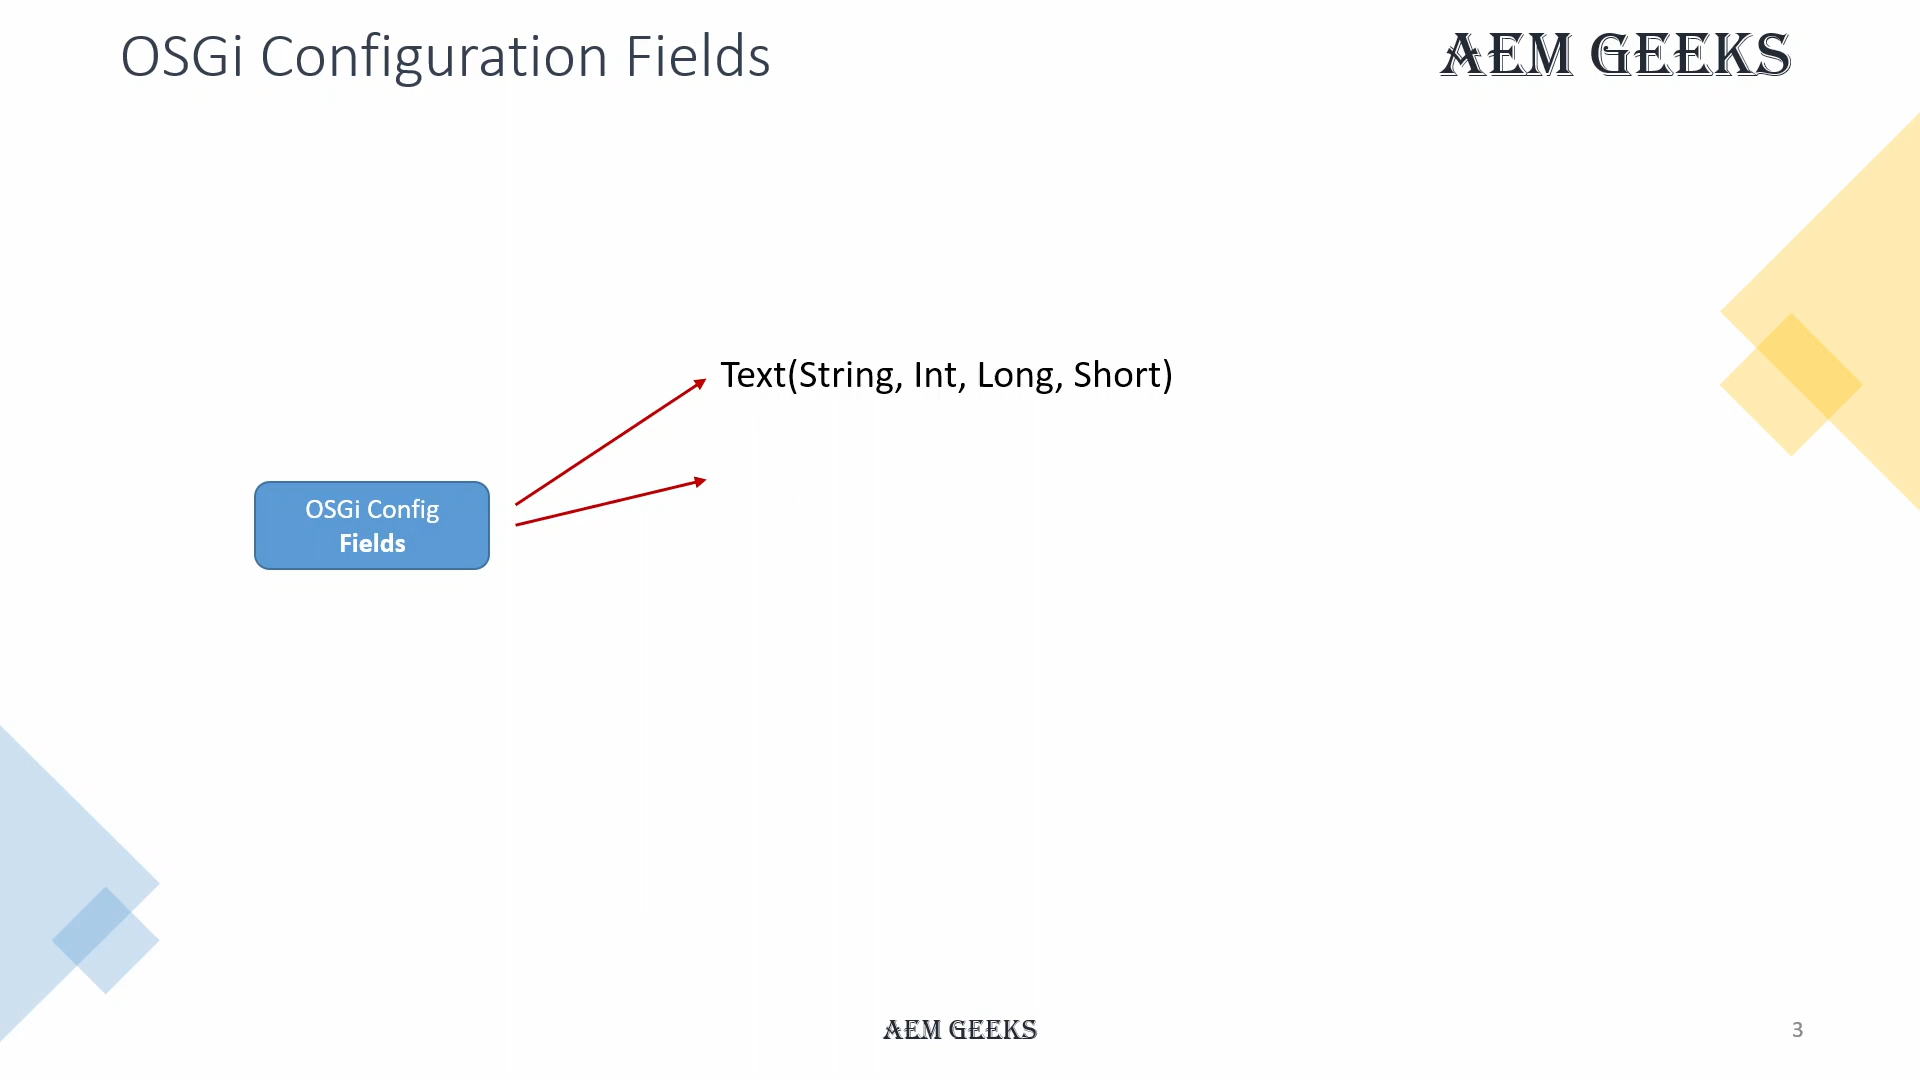 OSGi Configuration Fields
AEM GEEKS
Text(String, Int, Long, Short)
OSGi Config
Fields
AEM GEEKS
3